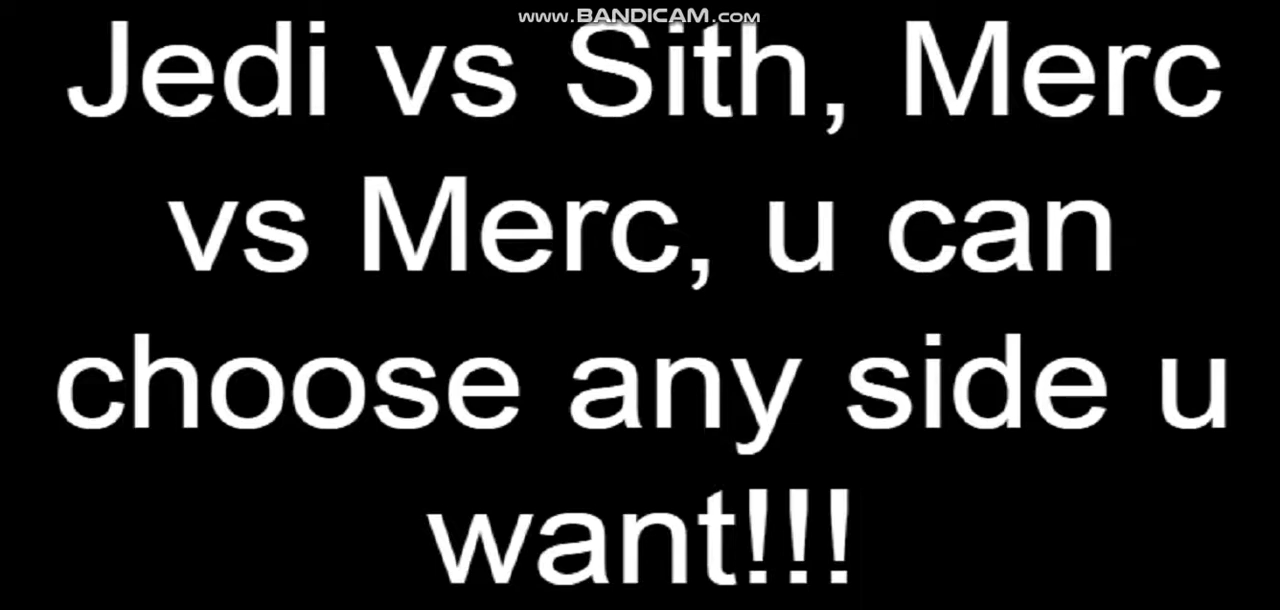 www.BANDICAM.com
Jedi vs Sith, Merc
vs Merc, u can
choose any side u
want!!!